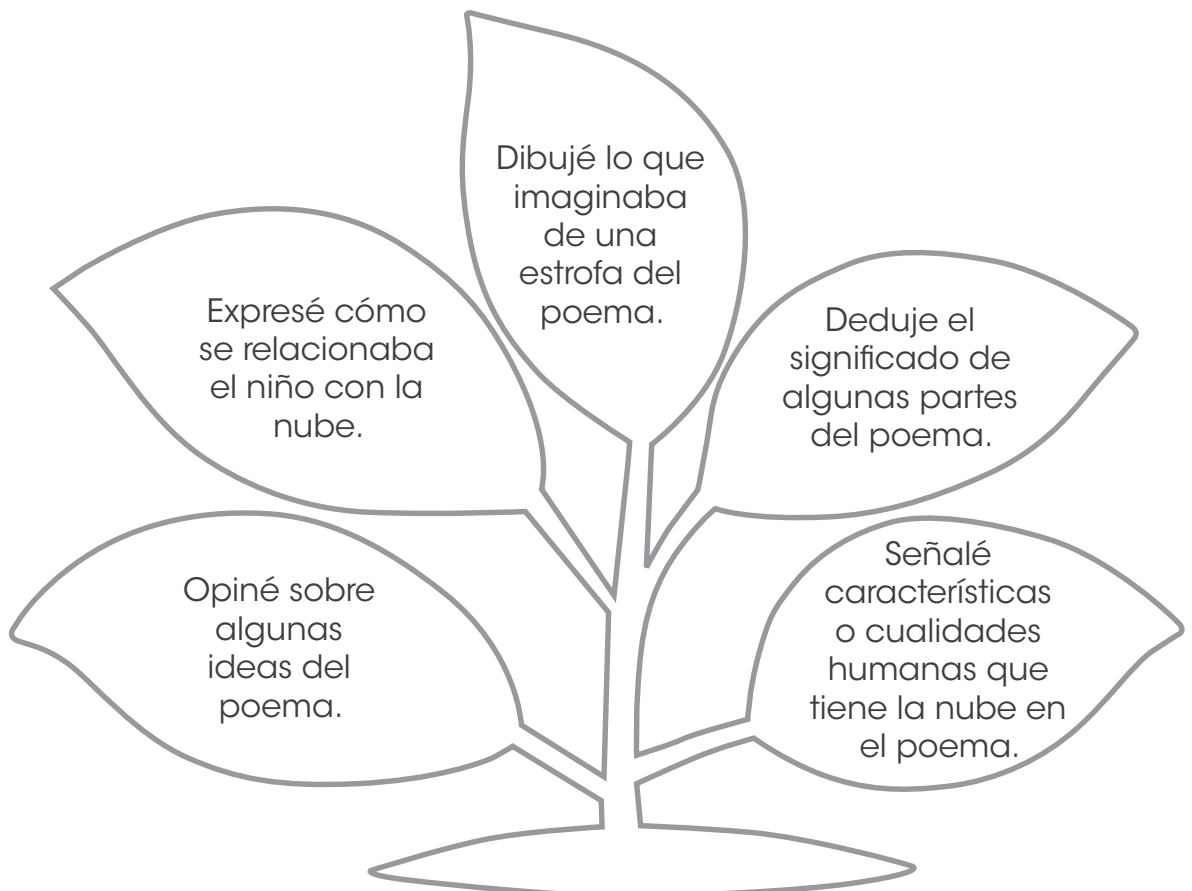 Dibujé lo que
imaginaba
de una
estrofa del
poema.
Expresé cómo
se relacionaba
el niño con la
nube.
Deduje el
significado de
algunas partes
del poema.
Opiné sobre
algunas
ideas del
poema.
Señalé
características
o cualidades
humanas que
tiene la nube en
el poema.